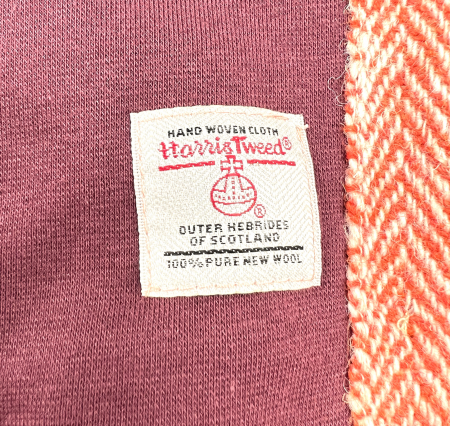 HAND WOVEN CLOTH
Harris Tweed®
®
OUTER HEBRIDES
OF SCOTLAND
100% PURE NEW WOOL